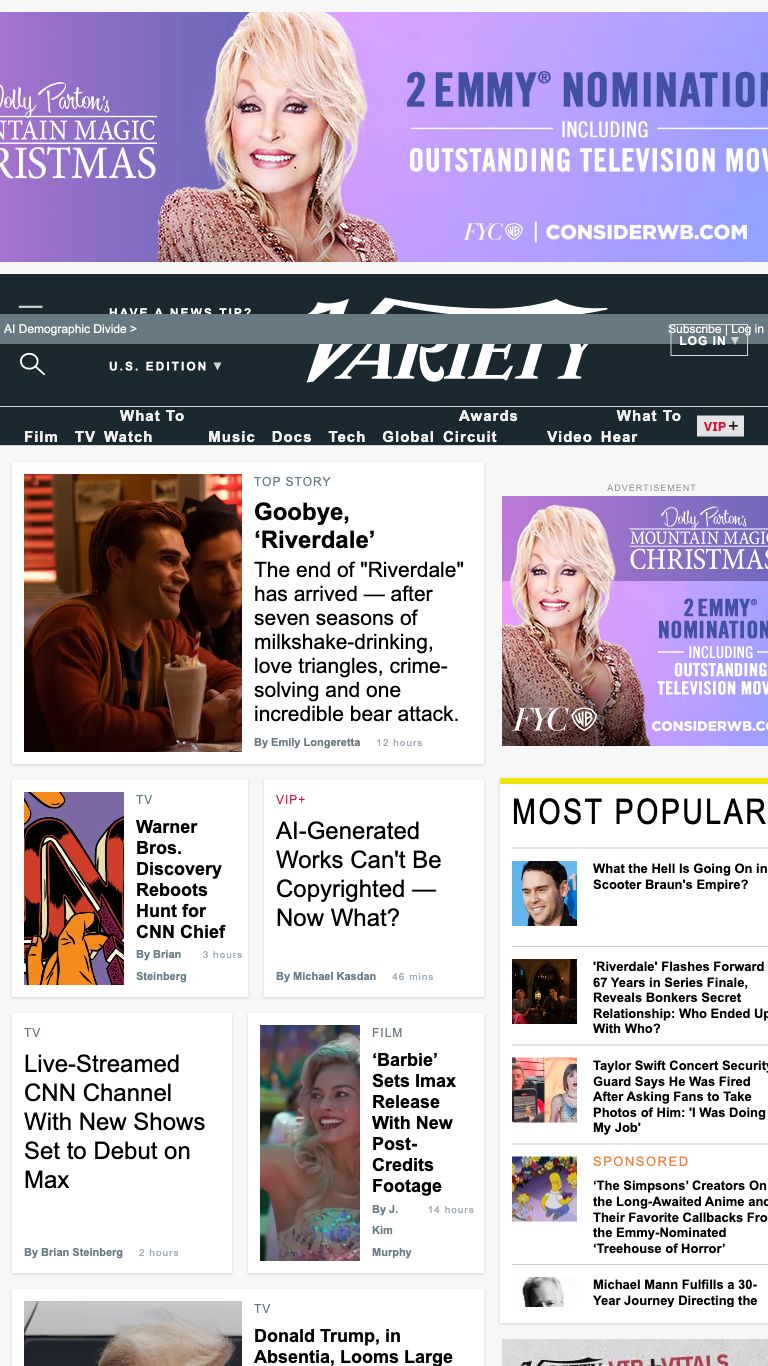 Dolly Parton's
NTAIN MAGIC
RISTMAS
2 EMMY® NOMINATION
INCLUDING
OUTSTANDING TELEVISION MOV
FYC WB | CONSIDERWB.COM
HAVE A NEWS TIP?
AI Demographic Divide >
Subscribe | Log in
VARIETY
LOG IN ▼
U.S. EDITION ▼
Film TV What To Watch Music Docs Tech Global Awards Circuit Video What To Hear VIP+
TOP STORY
Goobye,
‘Riverdale’
The end of "Riverdale"
has arrived — after
seven seasons of
milkshake-drinking,
love triangles, crime-
solving and one
incredible bear attack.
By Emily Longeretta 12 hours
ADVERTISEMENT
Dolly Parton's
MOUNTAIN MAGIC
CHRISTMAS
2 EMMY®
NOMINATION
INCLUDING
OUTSTANDING
TELEVISION MOV
FYC WB
CONSIDERWB.C
TV
Warner
Bros.
Discovery
Reboots
Hunt for
CNN Chief
By Brian 3 hours
Steinberg
VIP+
AI-Generated
Works Can't Be
Copyrighted —
Now What?
By Michael Kasdan 46 mins
TV
Live-Streamed
CNN Channel
With New Shows
Set to Debut on
Max
By Brian Steinberg 2 hours
FILM
‘Barbie’
Sets Imax
Release
With New
Post-
Credits
Footage
By J. 14 hours
Kim
Murphy
TV
Donald Trump, in
Absentia, Looms Large
MOST POPULAR
What the Hell Is Going On in
Scooter Braun's Empire?
'Riverdale' Flashes Forward
67 Years in Series Finale,
Reveals Bonkers Secret
Relationship: Who Ended Up
With Who?
Taylor Swift Concert Security
Guard Says He Was Fired
After Asking Fans to Take
Photos of Him: 'I Was Doing
My Job'
SPONSORED
‘The Simpsons’ Creators On
the Long-Awaited Anime and
Their Favorite Callbacks Fro
the Emmy-Nominated
‘Treehouse of Horror’
Michael Mann Fulfills a 30-
Year Journey Directing the
VIP VITALS